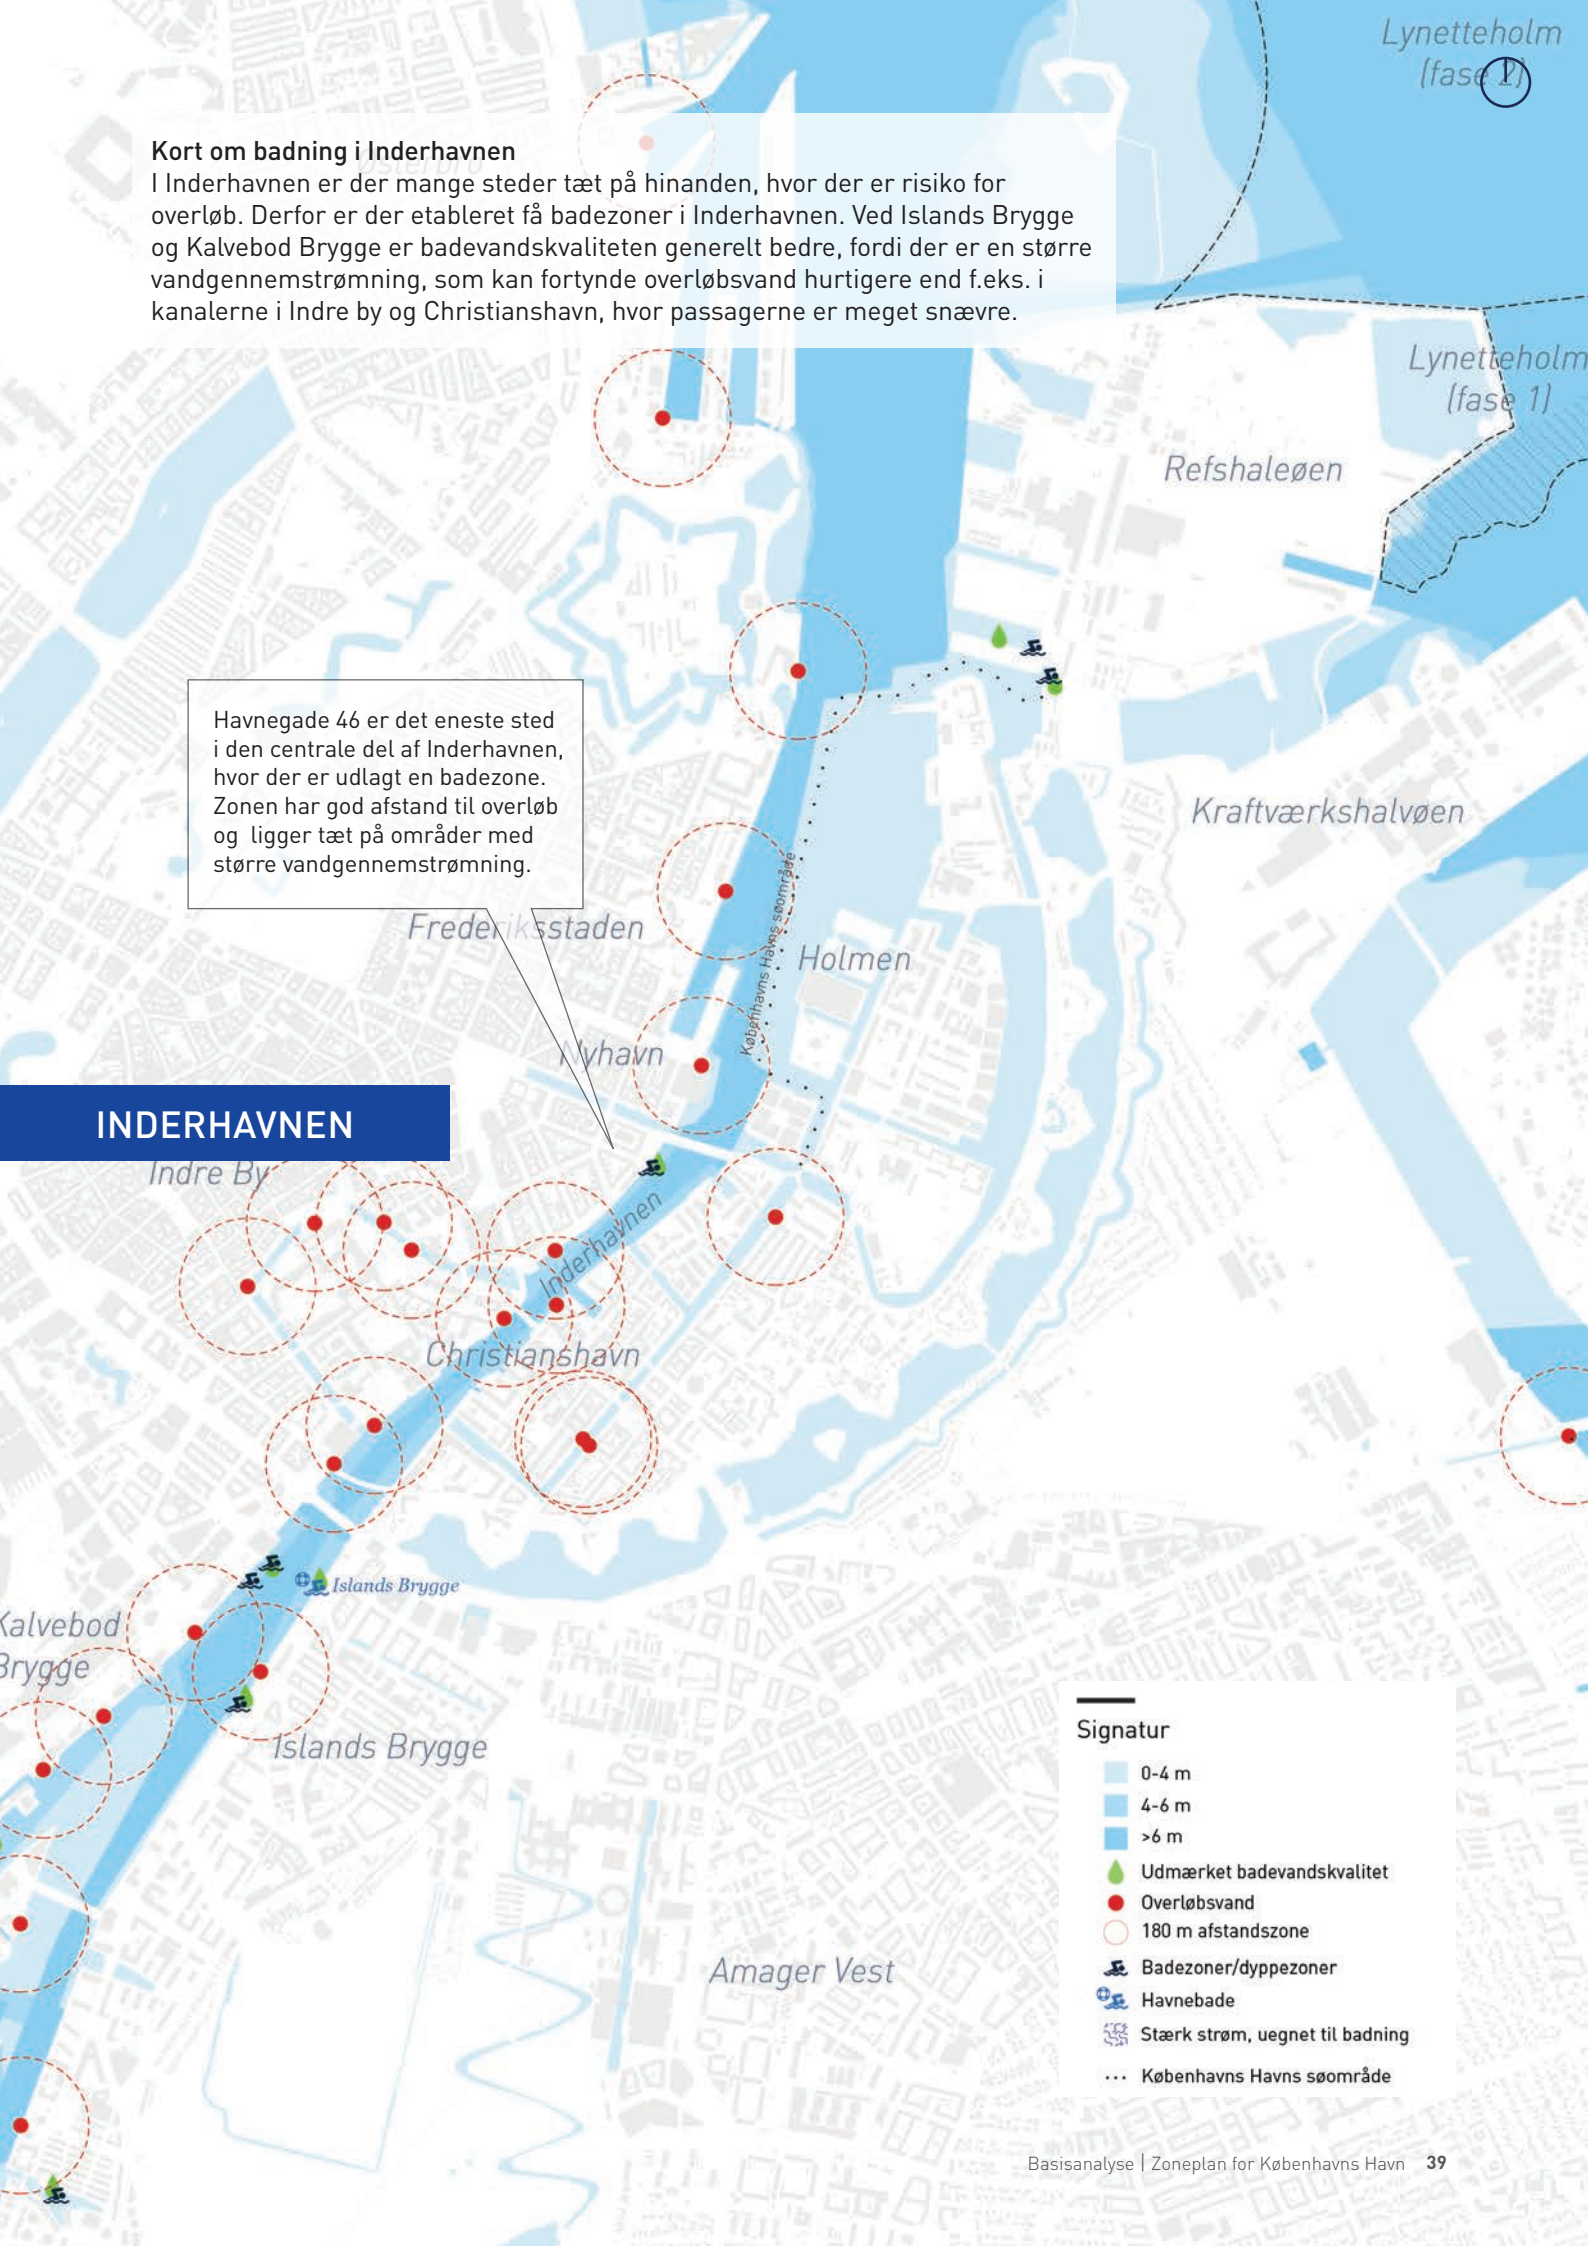 Lynetteholm
(fase 2)
Kort om badning i Inderhavnen
Østerbro
I Inderhavnen er der mange steder tæt på hinanden, hvor der er risiko for
overløb. Derfor er der etableret få badezoner i Inderhavnen. Ved Islands Brygge
og Kalvebod Brygge er badevandskvaliteten generelt bedre, fordi der er en større
vandgennemstrømning, som kan fortynde overløbsvand hurtigere end f.eks. i
kanalerne i Indre by og Christianshavn, hvor passagerne er meget snævre.
Lynetteholm
(fase 1)
Refshaleøen
Havnegade 46 er det eneste sted
i den centrale del af Inderhavnen,
hvor der er udlagt en badezone.
Zonen har god afstand til overløb
og ligger tæt på områder med
større vandgennemstrømning.
Kraftværkshalvøen
Frederiksstaden
Københavns Havns søområde
Holmen
Nyhavn
INDERHAVNEN
Indre By
Inderhavnen
Christianshavn
Islands Brygge
Kalvebod
Brygge
Islands Brygge
Signatur
0-4 m
4-6 m
>6 m
Udmærket badevandskvalitet
Overløbsvand
180 m afstandszone
Badezoner/dyppezoner
Havnebade
Stærk strøm, uegnet til badning
Københavns Havns søområde
Amager Vest
Basisanalyse | Zoneplan for Københavns Havn 39